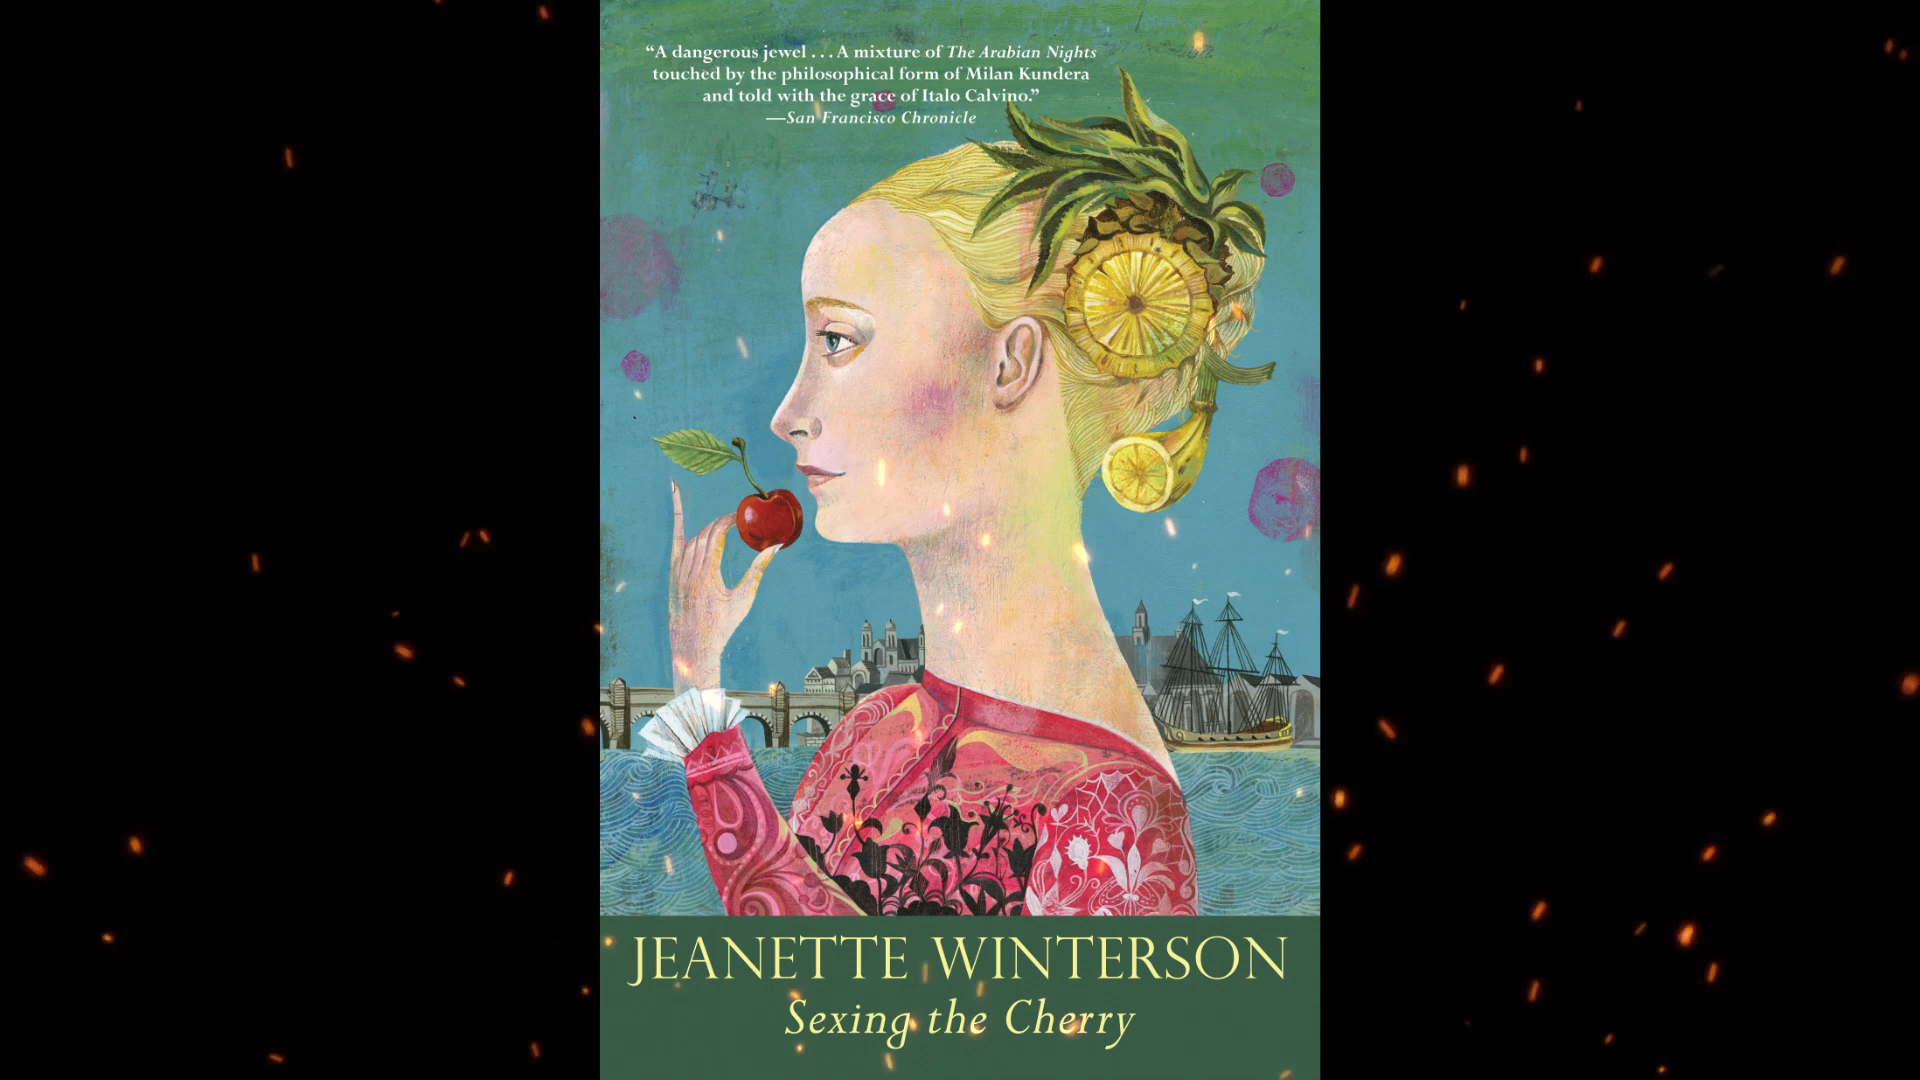 “A dangerous jewel . . . A mixture of The Arabian Nights
touched by the philosophical form of Milan Kundera
and told with the grace of Italo Calvino.”
—San Francisco Chronicle
JEANETTE WINTERSON
Sexing the Cherry